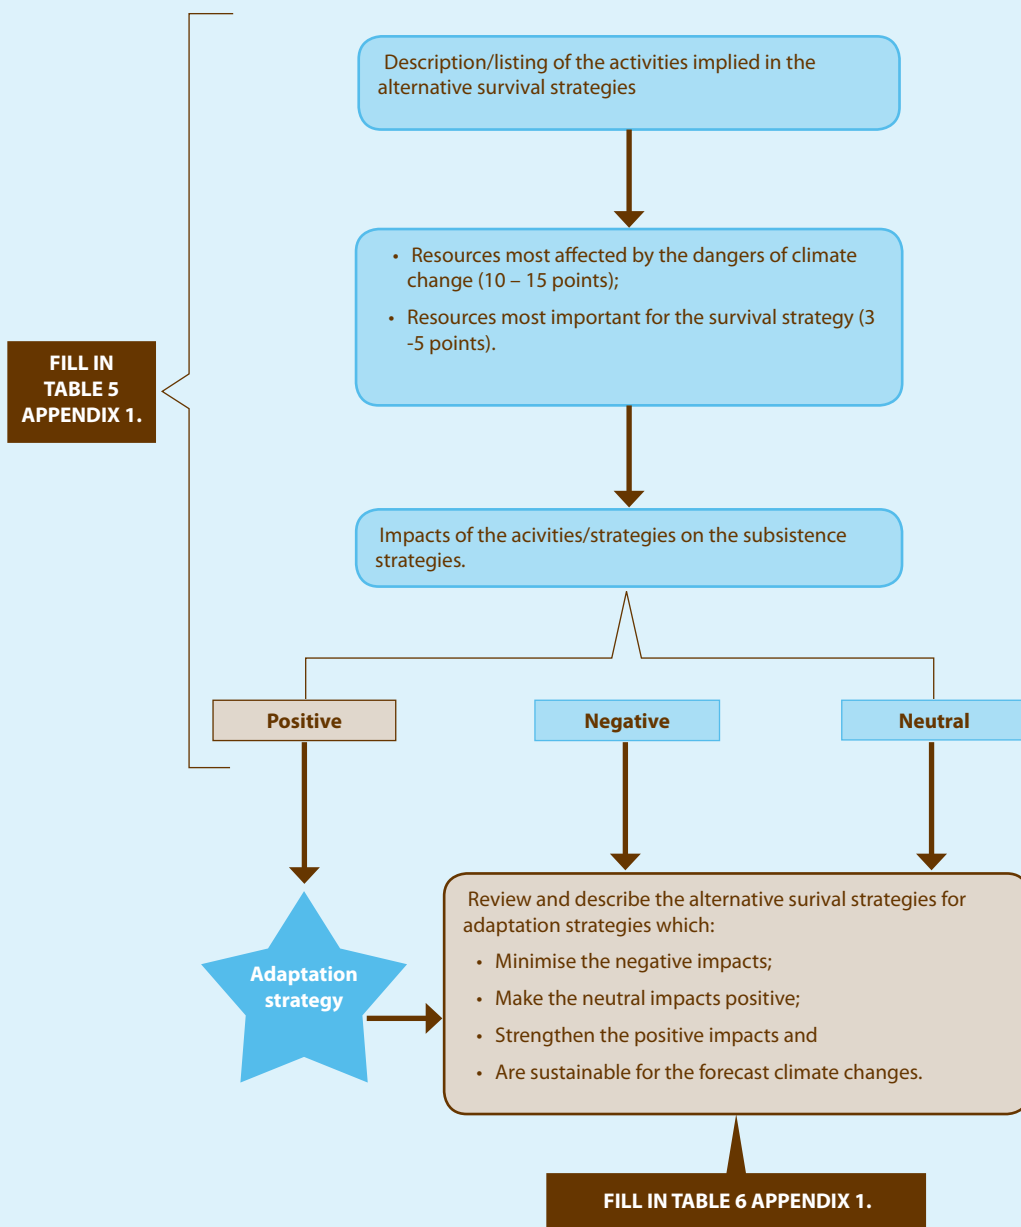 Description/listing of the activities implied in the
alternative survival strategies
• Resources most affected by the dangers of climate
change (10 – 15 points);
• Resources most important for the survival strategy (3
-5 points).
FILL IN
TABLE 5
APPENDIX 1.
Impacts of the acivities/strategies on the subsistence
strategies.
Positive
Negative
Neutral
Adaptation
strategy
Review and describe the alternative surival strategies for
adaptation strategies which:
• Minimise the negative impacts;
• Make the neutral impacts positive;
• Strengthen the positive impacts and
• Are sustainable for the forecast climate changes.
FILL IN TABLE 6 APPENDIX 1.